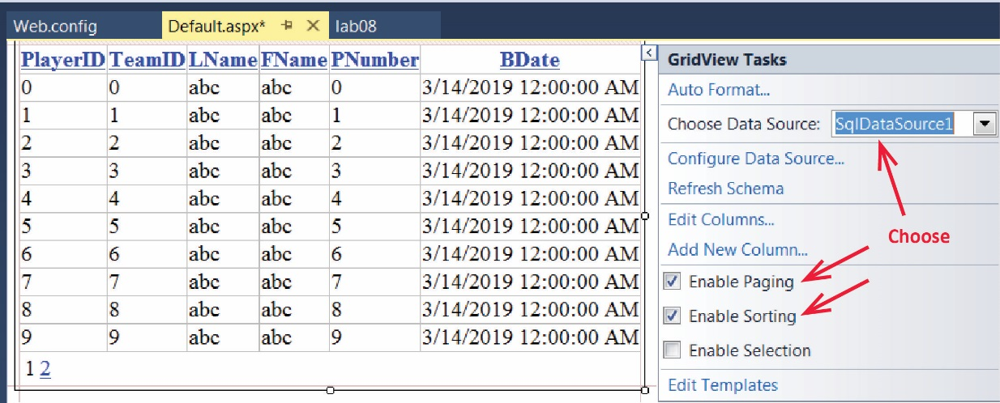 Web.config Default.aspx* lab08
PlayerID TeamID LName FName PNumber BDate
0 0 abc abc 0 3/14/2019 12:00:00 AM
1 1 abc abc 1 3/14/2019 12:00:00 AM
2 2 abc abc 2 3/14/2019 12:00:00 AM
3 3 abc abc 3 3/14/2019 12:00:00 AM
4 4 abc abc 4 3/14/2019 12:00:00 AM
5 5 abc abc 5 3/14/2019 12:00:00 AM
6 6 abc abc 6 3/14/2019 12:00:00 AM
7 7 abc abc 7 3/14/2019 12:00:00 AM
8 8 abc abc 8 3/14/2019 12:00:00 AM
9 9 abc abc 9 3/14/2019 12:00:00 AM
1 2
GridView Tasks
Auto Format...
Choose Data Source: SqlDataSource1
Configure Data Source...
Refresh Schema
Edit Columns...
Choose
Add New Column...
Enable Paging
Enable Sorting
Enable Selection
Edit Templates